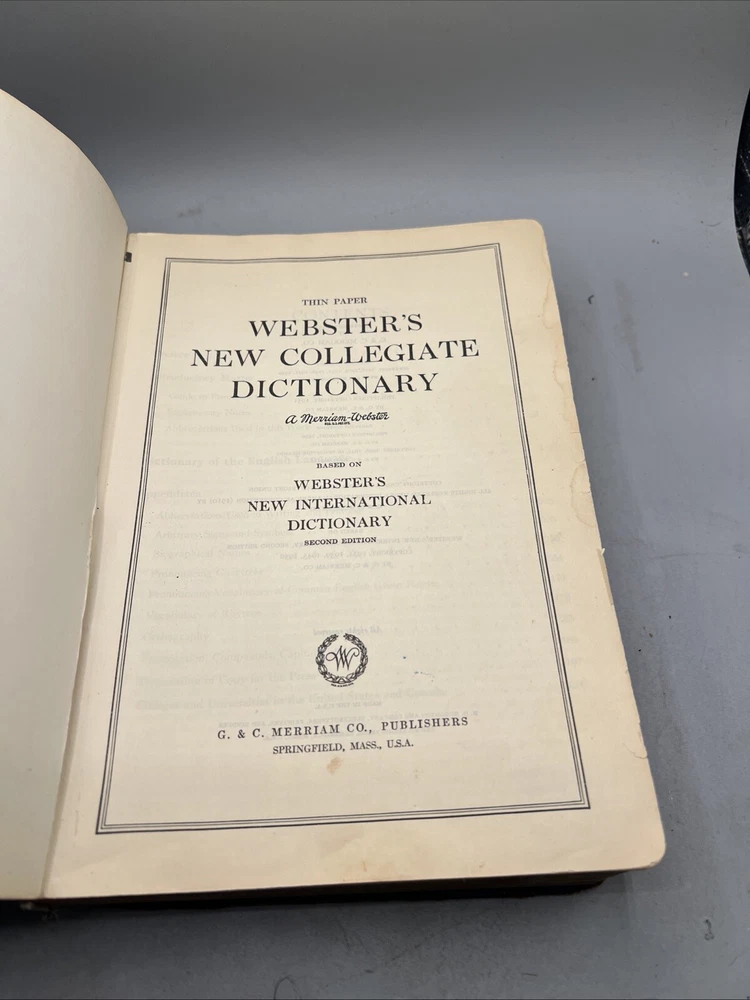 THIN PAPER
WEBSTER'S
NEW COLLEGIATE
DICTIONARY
A Merriam-Webster
BASED ON
WEBSTER'S
NEW INTERNATIONAL
DICTIONARY
SECOND EDITION
W
G. & C. MERRIAM CO., PUBLISHERS
SPRINGFIELD, MASS., U.S.A.